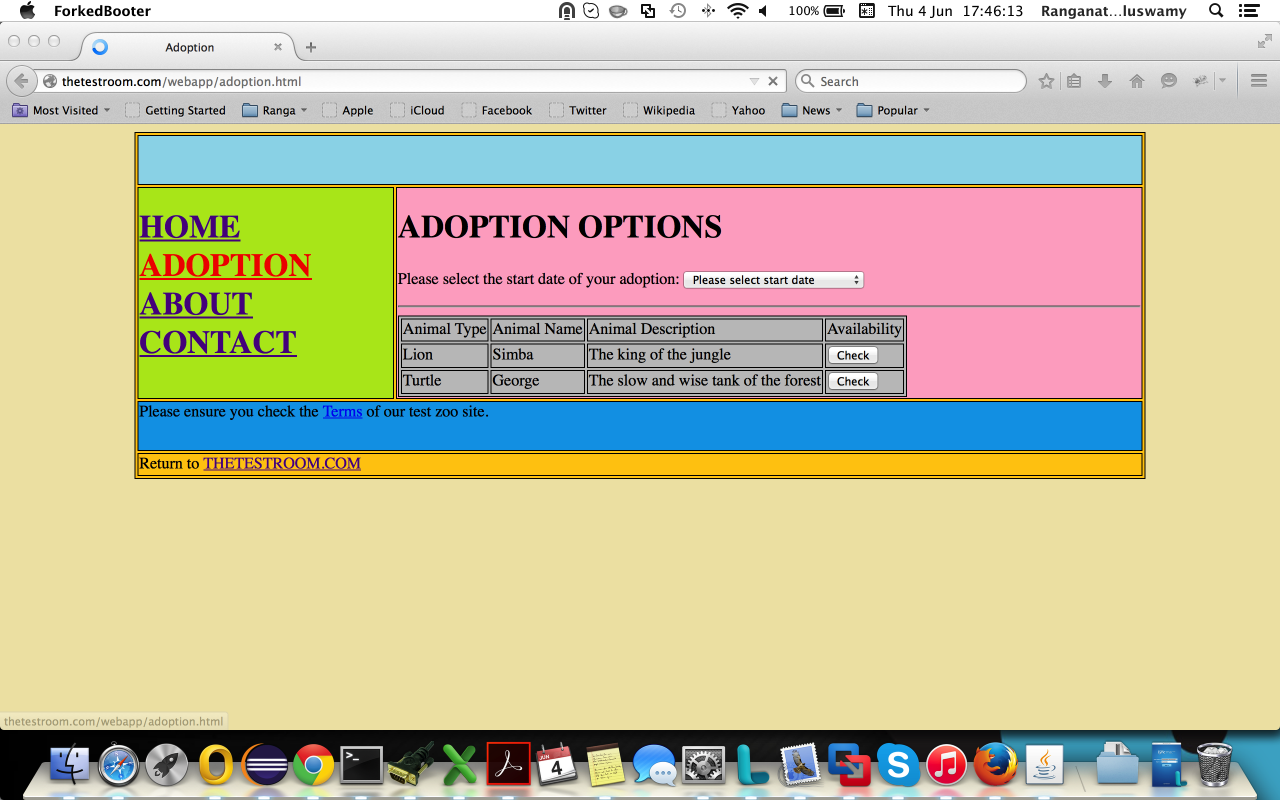 ForkedBooter 100% Thu 4 Jun 17:46:13 Ranganat...luswamy
Adoption
thetestroom.com/webapp/adoption.html Search
Most Visited Getting Started Ranga Apple iCloud Facebook Twitter Wikipedia Yahoo News Popular
HOME
ADOPTION
ABOUT
CONTACT
ADOPTION OPTIONS
Please select the start date of your adoption: Please select start date
Animal Type Animal Name Animal Description Availability
Lion Simba The king of the jungle Check
Turtle George The slow and wise tank of the forest Check
Please ensure you check the Terms of our test zoo site.
Return to THETESTROOM.COM
thetestroom.com/webapp/adoption.html
JUN
4